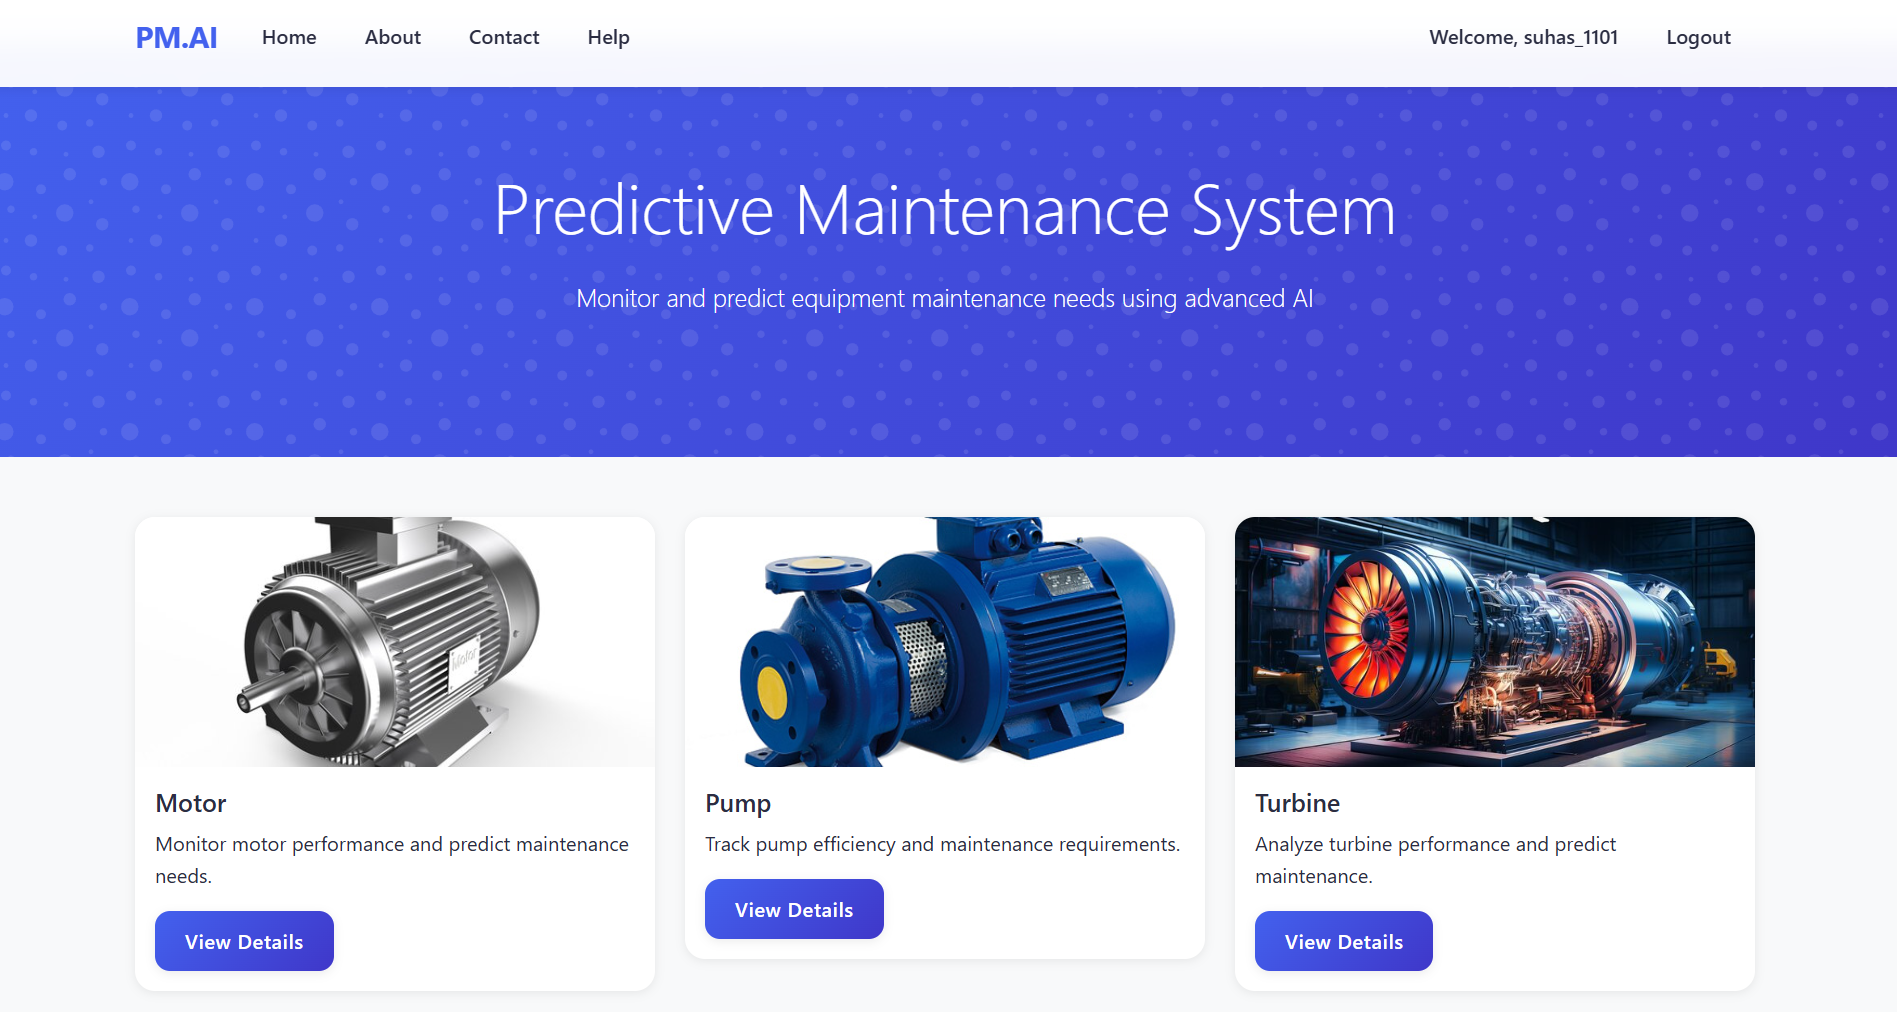 PM.AI Home About Contact Help Welcome, suhas_1101 Logout
Predictive Maintenance System
Monitor and predict equipment maintenance needs using advanced AI
Motor
Motor
Monitor motor performance and predict maintenance
needs.
View Details
Pump
Track pump efficiency and maintenance requirements.
View Details
Turbine
Analyze turbine performance and predict
maintenance.
View Details